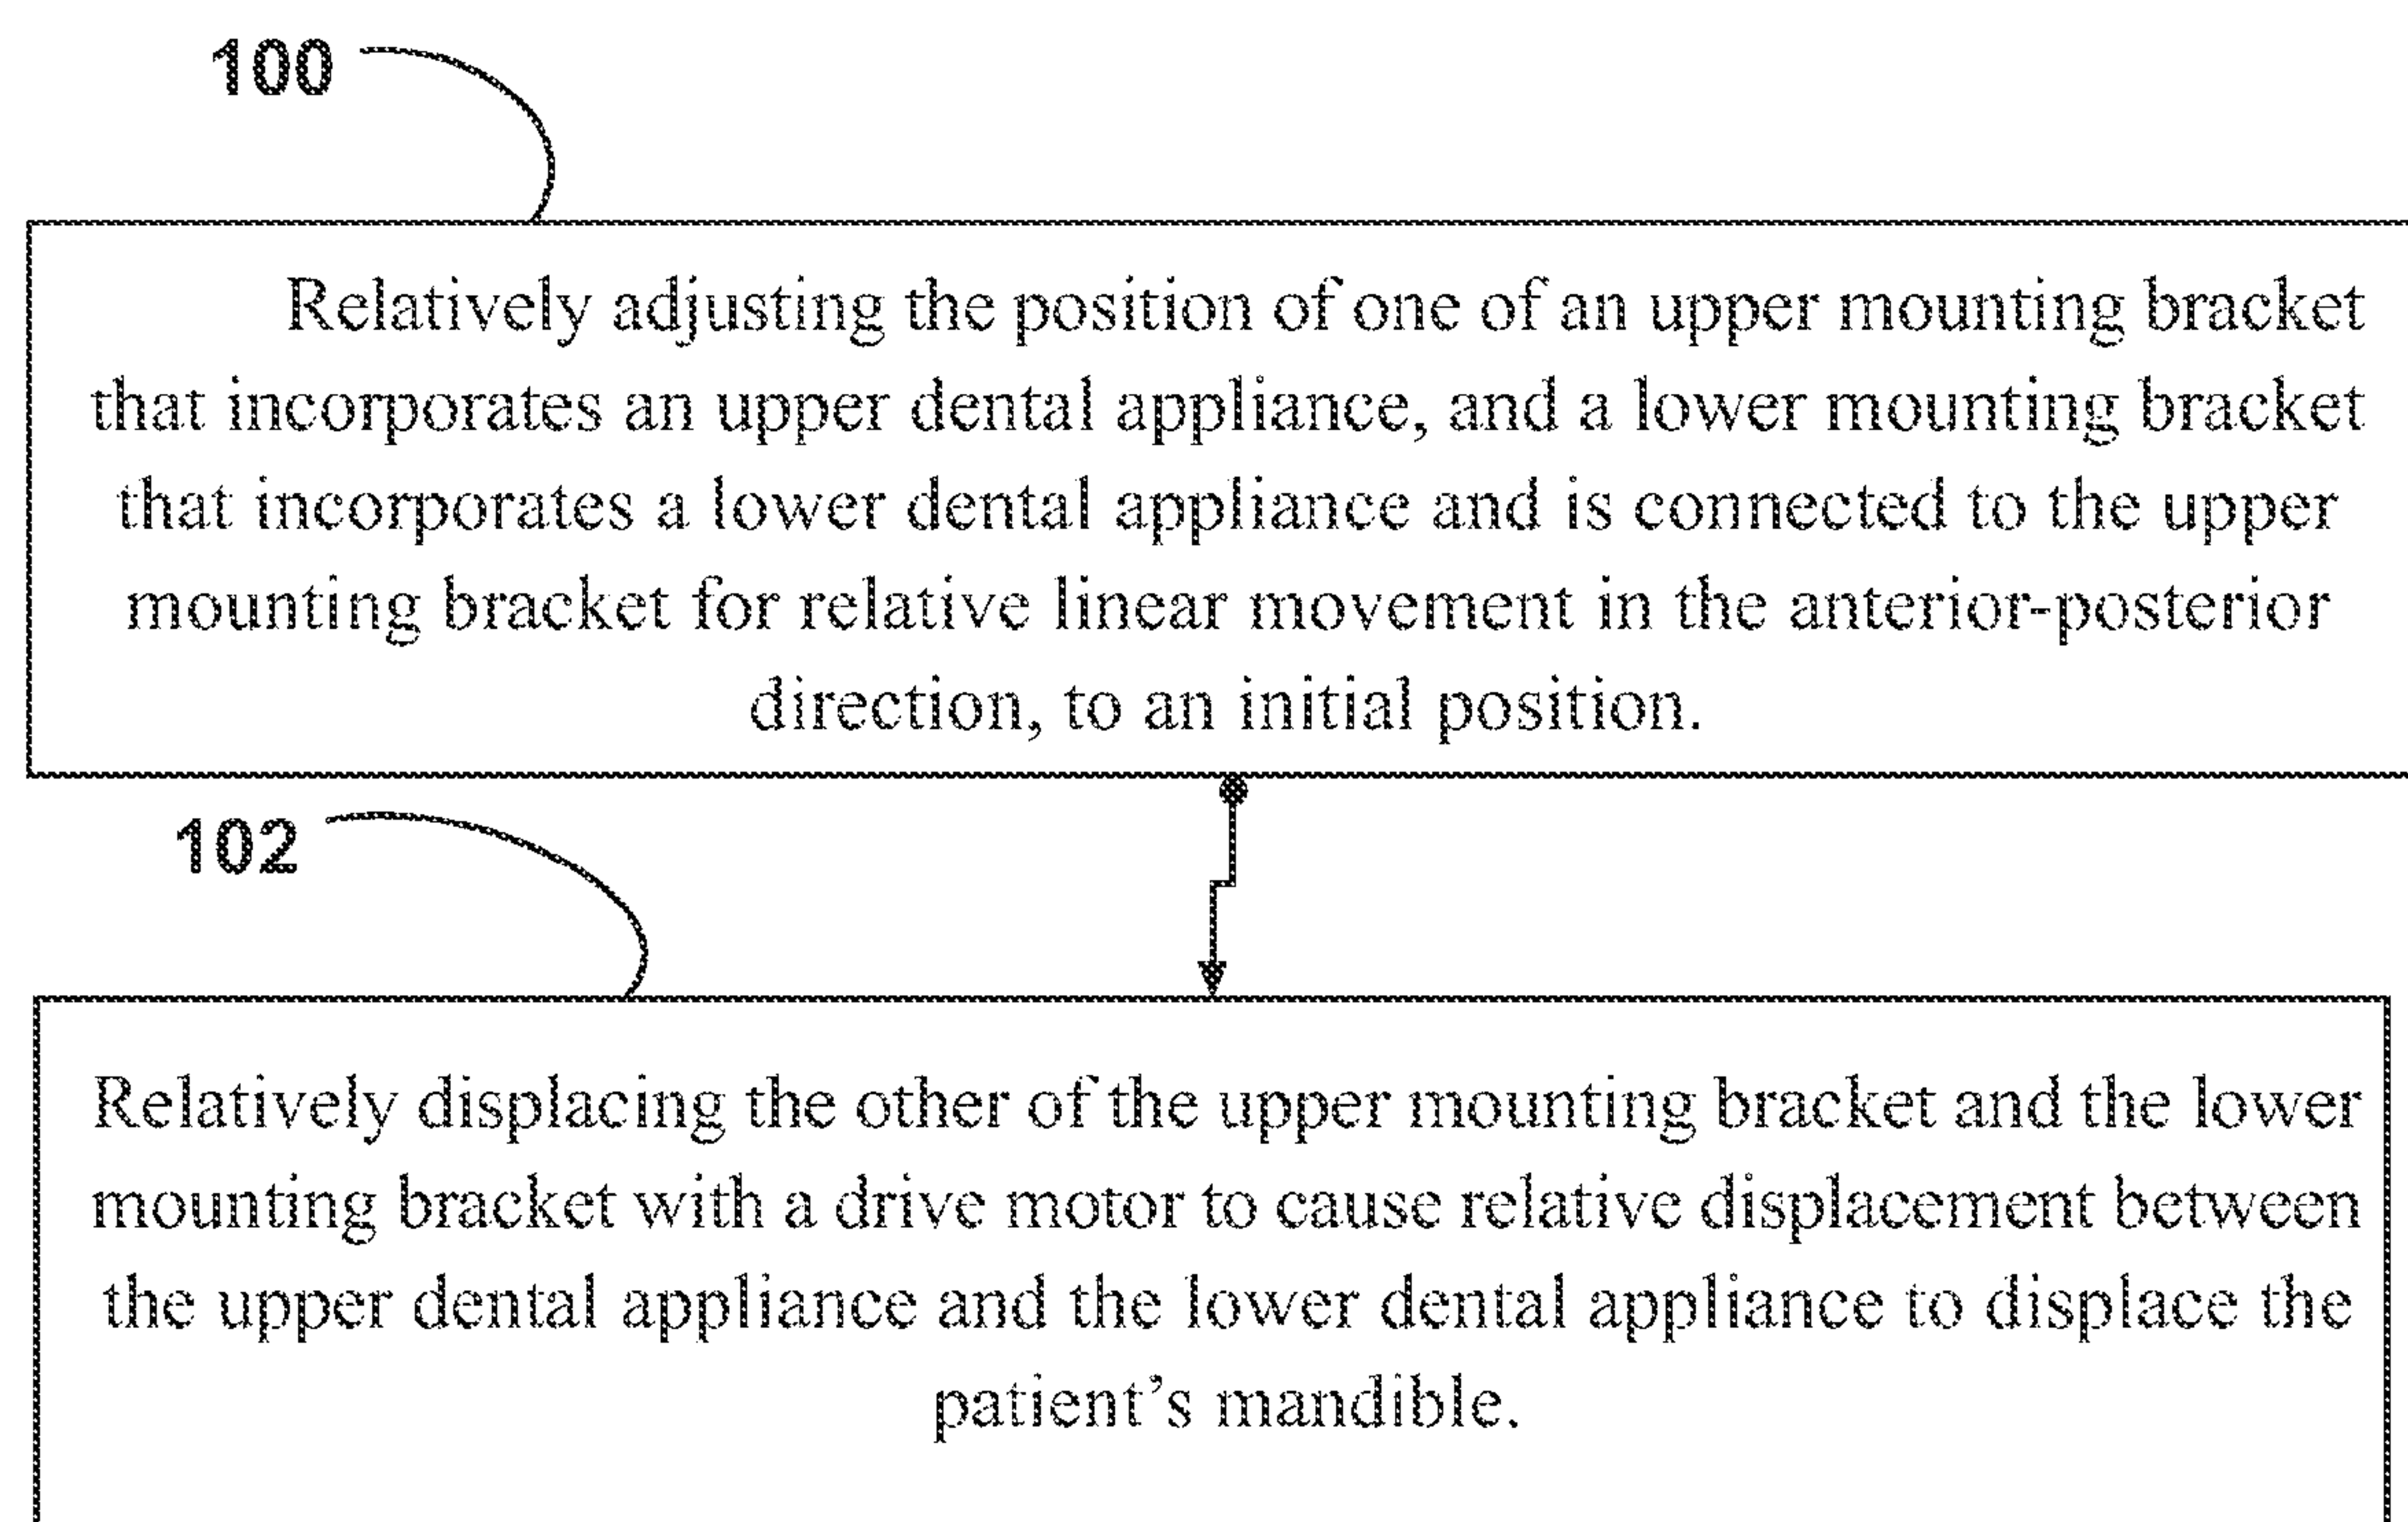 100
Relatively adjusting the position of one of an upper mounting bracket
that incorporates an upper dental appliance, and a lower mounting bracket
that incorporates a lower dental appliance and is connected to the upper
mounting bracket for relative linear movement in the anterior-posterior
direction, to an initial position.
102
Relatively displacing the other of the upper mounting bracket and the lower
mounting bracket with a drive motor to cause relative displacement between
the upper dental appliance and the lower dental appliance to displace the
patient’s mandible.